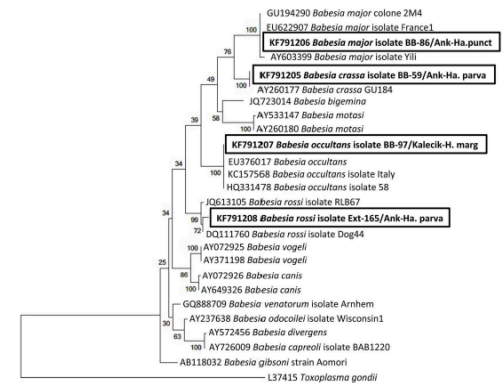 GU194290 Babesia major colone 2M4
EU622907 Babesia major isolate France1
KF791206 Babesia major isolate BB-86/Ank-Ha.punct
AY603399 Babesia major isolate Yili
KF791205 Babesia crassa isolate BB-59/Ank-Ha. parva
AY260177 Babesia crassa GU184
JQ723014 Babesia bigemina
AY533147 Babesia motasi
AY260180 Babesia motasi
KF791207 Babesia occultans isolate BB-97/Kalecik-H. marg
EU376017 Babesia occultans
KC157568 Babesia occultans isolate Italy
HQ331478 Babesia occultans isolate 58
JQ613105 Babesia rossi isolate RLB67
KF791208 Babesia rossi isolate Ext-165/Ank-Ha. parva
DQ111760 Babesia rossi isolate Dog44
AY072925 Babesia vogeli
AY371198 Babesia vogeli
AY072926 Babesia canis
AY649326 Babesia canis
GQ888709 Babesia venatorum isolate Arnhem
AY237638 Babesia odocoilei isolate Wisconsin1
AY572456 Babesia divergens
AY726009 Babesia capreoli isolate BAB1220
AB118032 Babesia gibsoni strain Aomori
L37415 Toxoplasma gondii
100
76
100
49
58
100
39
100
34
99
72
34
100
86
100
25
30
63
100